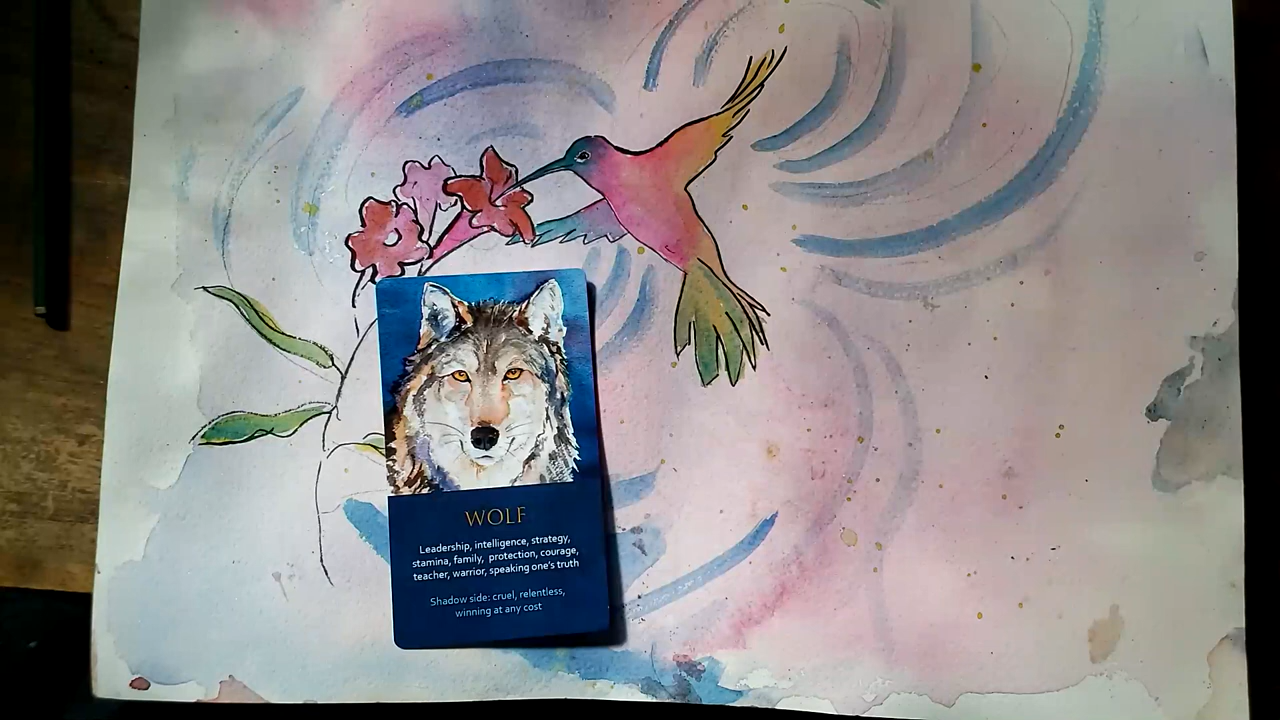 WOLF
Leadership, intelligence, strategy,
stamina, family, protection, courage,
teacher, warrior, speaking one's truth
Shadow side: cruel, relentless,
winning at any cost